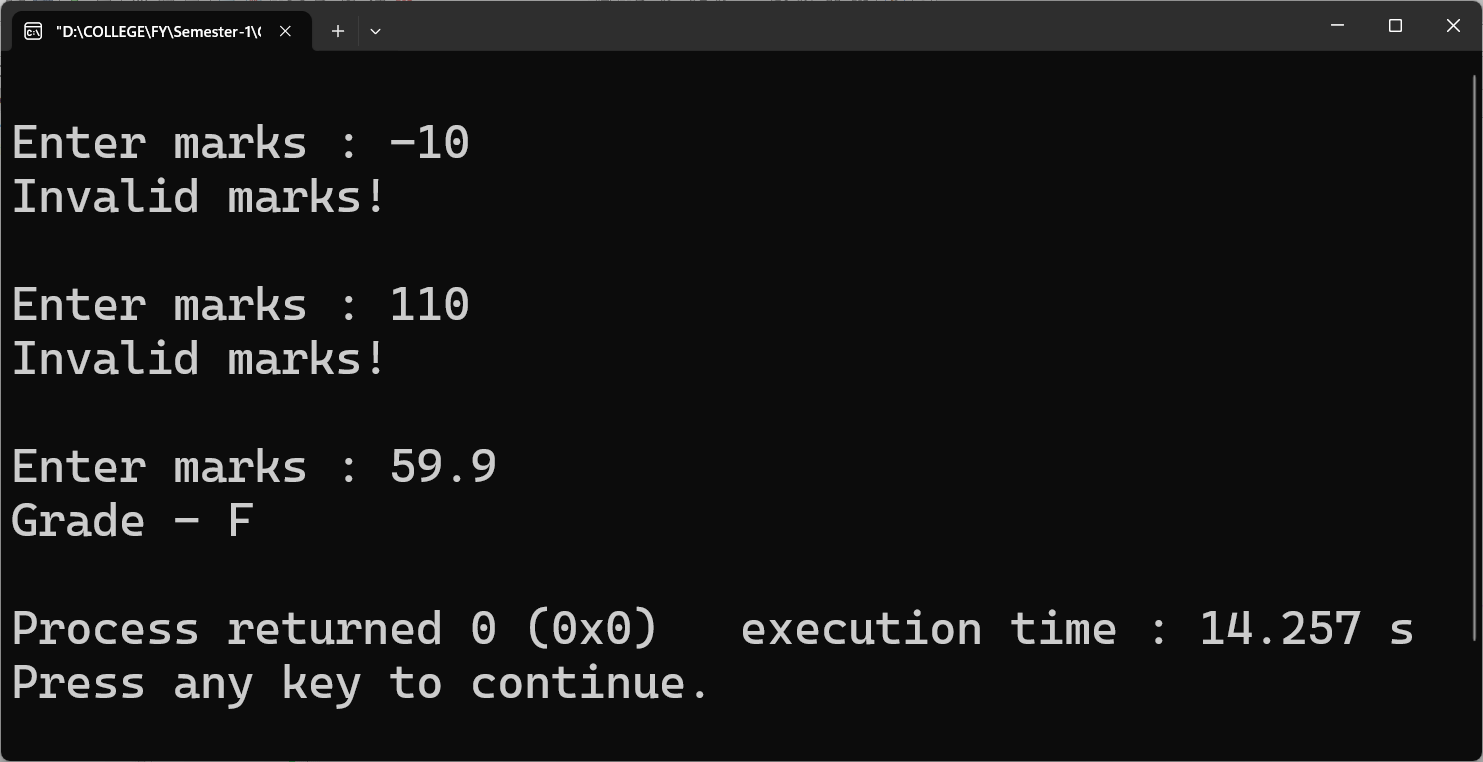 "D:\COLLEGE\FY\Semester-1\
Enter marks : -10
Invalid marks!
Enter marks : 110
Invalid marks!
Enter marks : 59.9
Grade - F
Process returned 0 (0x0)   execution time : 14.257 s
Press any key to continue.